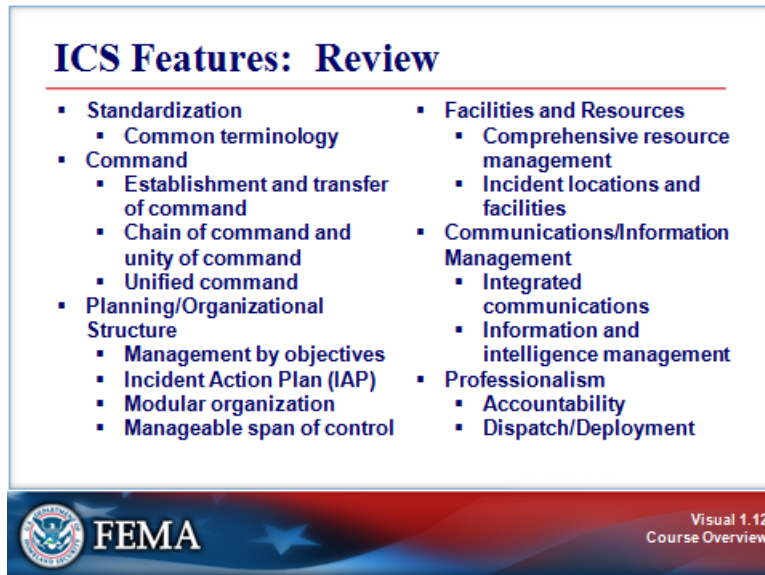 ICS Features: Review
▪ Standardization
▪ Common terminology
▪ Command
▪ Establishment and transfer
of command
▪ Chain of command and
unity of command
▪ Unified command
▪ Planning/Organizational
Structure
▪ Management by objectives
▪ Incident Action Plan (IAP)
▪ Modular organization
▪ Manageable span of control
▪ Facilities and Resources
▪ Comprehensive resource
management
▪ Incident locations and
facilities
▪ Communications/Information
Management
▪ Integrated
communications
▪ Information and
intelligence management
▪ Professionalism
▪ Accountability
▪ Dispatch/Deployment
FEMA
Visual 1.12
Course Overview